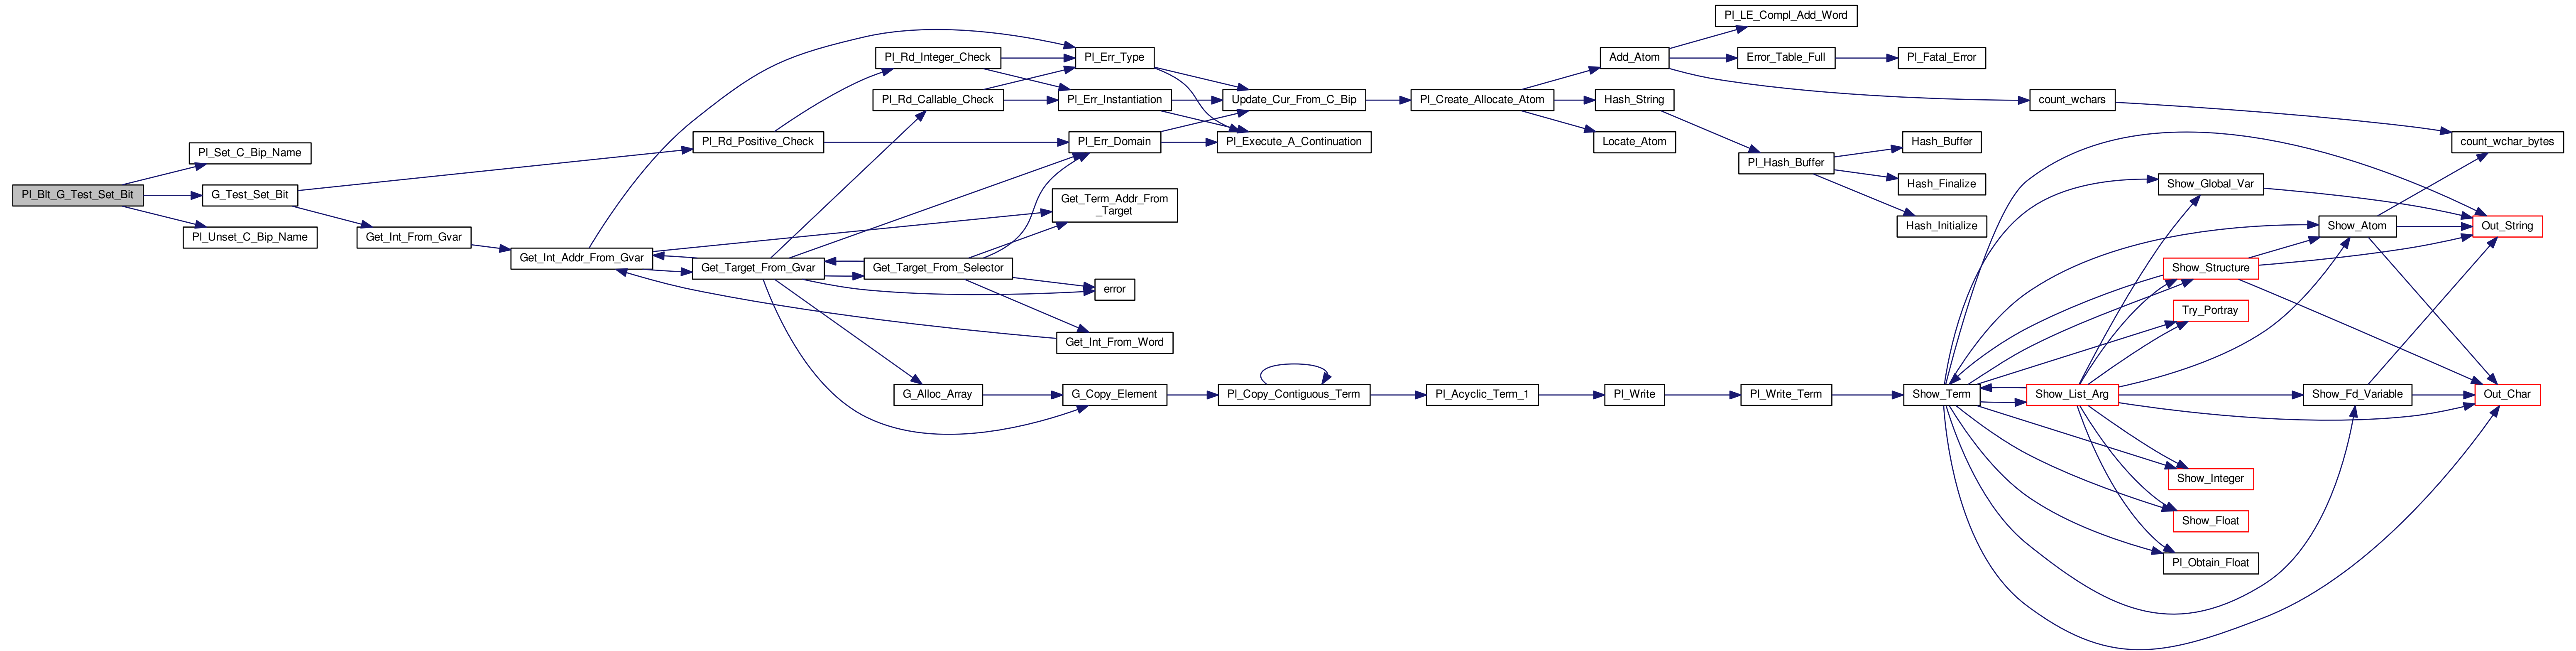 Pl_Blt_G_Test_Set_Bit
Pl_Set_C_Bip_Name
G_Test_Set_Bit
Pl_Unset_C_Bip_Name
Get_Int_From_Gvar
Get_Int_Addr_From_Gvar
Pl_Rd_Positive_Check
Get_Target_From_Gvar
Pl_Rd_Integer_Check
Pl_Rd_Callable_Check
Get_Target_From_Selector
G_Alloc_Array
Pl_Err_Type
Pl_Err_Instantiation
Pl_Err_Domain
Get_Term_Addr_From
_Target
error
Get_Int_From_Word
G_Copy_Element
Update_Cur_From_C_Bip
Pl_Execute_A_Continuation
Pl_Copy_Contiguous_Term
Pl_Create_Allocate_Atom
Pl_Acyclic_Term_1
Add_Atom
Hash_String
Locate_Atom
Pl_Write
Pl_LE_Compl_Add_Word
Error_Table_Full
Pl_Hash_Buffer
Pl_Write_Term
Pl_Fatal_Error
Hash_Buffer
Hash_Finalize
Hash_Initialize
Show_Term
count_wchars
Show_List_Arg
Show_Global_Var
Show_Structure
Try_Portray
Show_Integer
Show_Float
Pl_Obtain_Float
Show_Atom
Show_Fd_Variable
count_wchar_bytes
Out_String
Out_Char